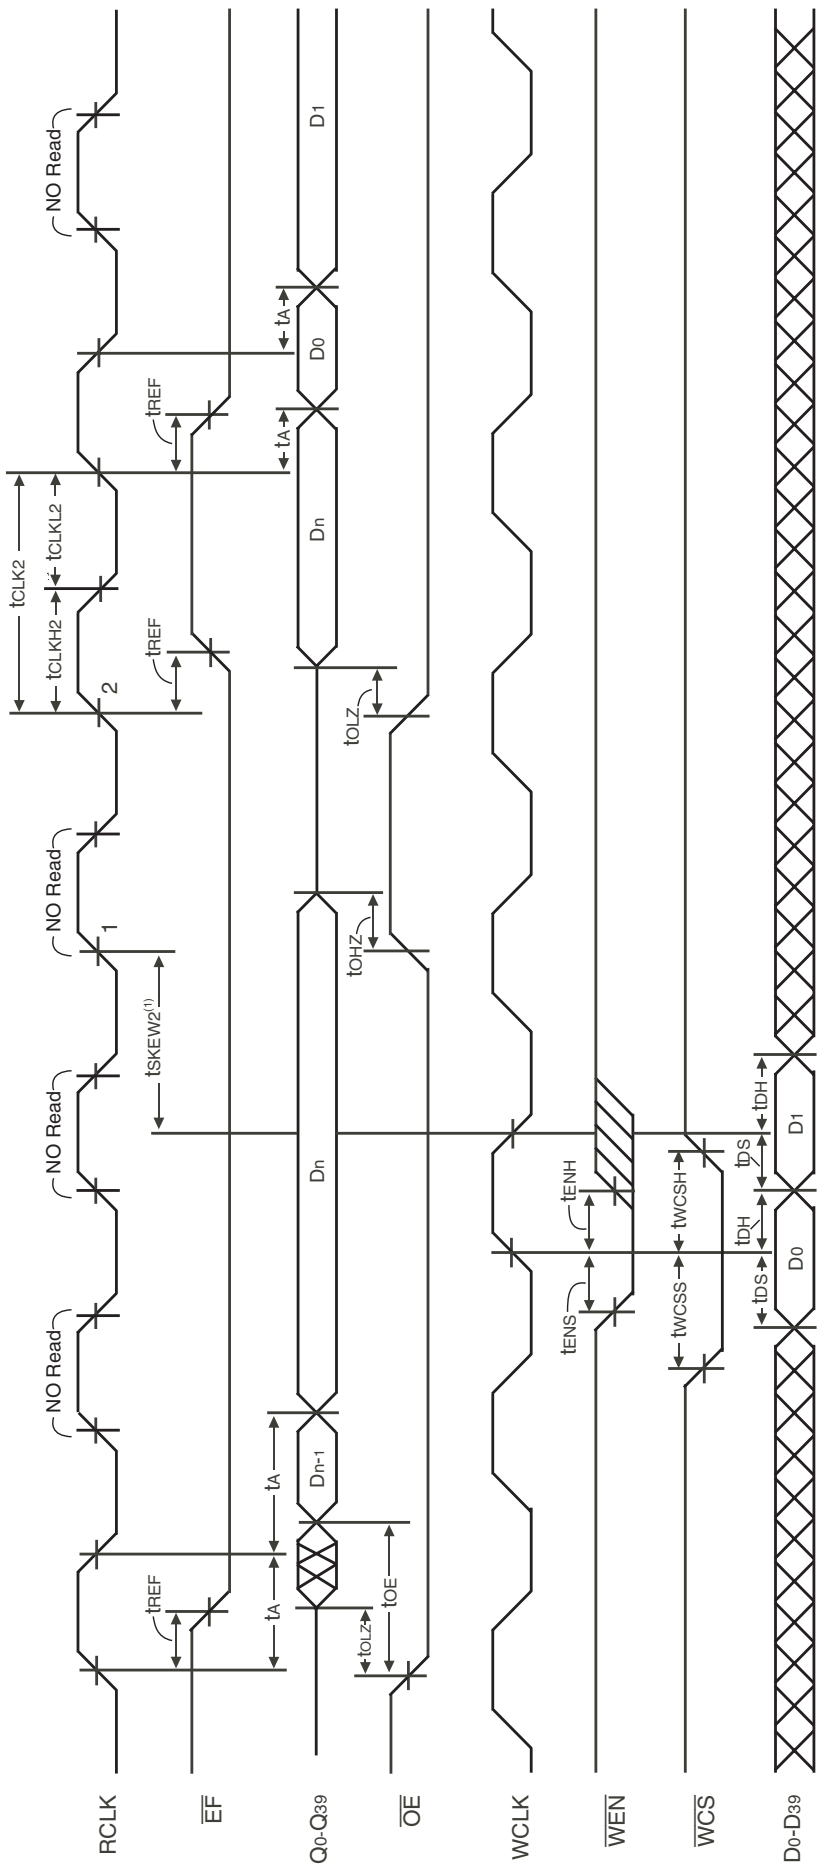 RCLK
NO Read
NO Read
1
NO Read
2
tCLK2
tCLKH2
tCLKL2
NO Read
EF
tREF
tSKEW2(1)
tREF
tREF
Q0-Q39
tA
tA
Dn-1
Dn
Dn
tA
D0
tA
D1
OE
tOLZ
tOE
tOHZ
tOLZ
WCLK
WEN
tENS
tENH
WCS
tWCSS
tWCSH
D0-D39
tDS
tDH
tDS
tDH
D0
D1